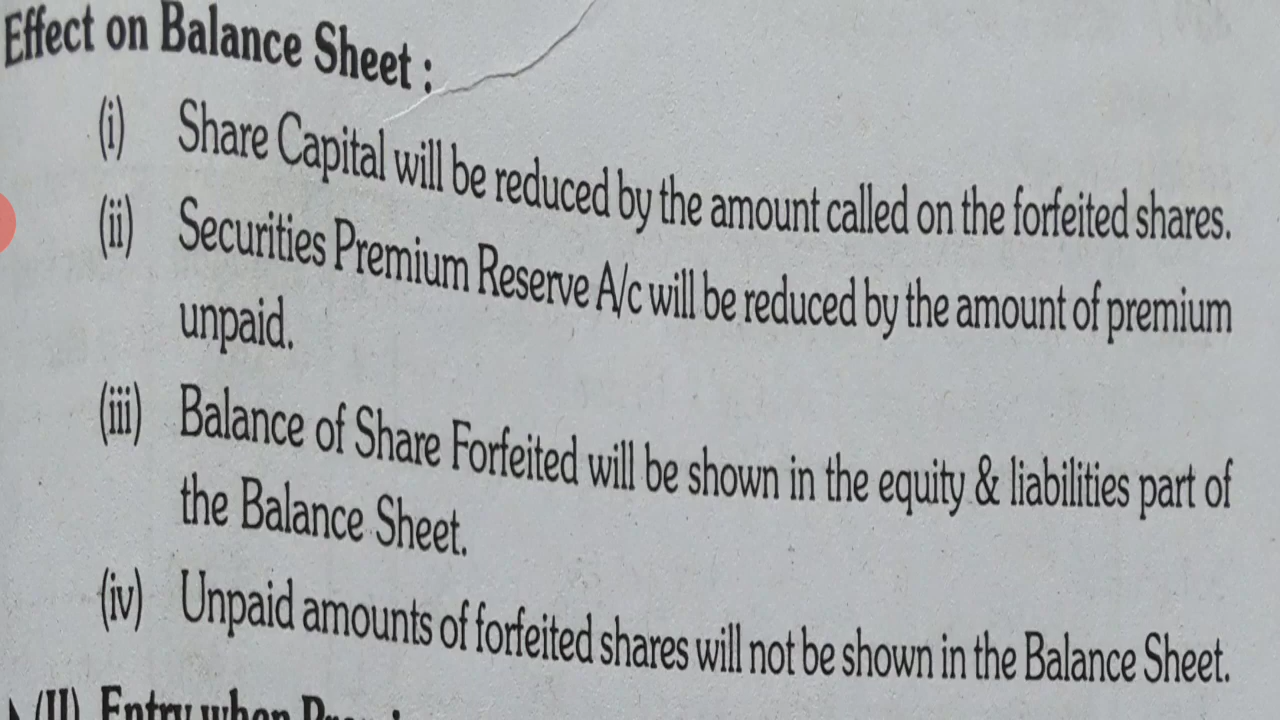 Effect on Balance Sheet :
(i) Share Capital will be reduced by the amount called on the forfeited shares.
(ii) Securities Premium Reserve A/c will be reduced by the amount of premium
unpaid.
(iii) Balance of Share Forfeited will be shown in the equity & liabilities part of
the Balance Sheet.
(iv) Unpaid amounts of forfeited shares will not be shown in the Balance Sheet.
(II) Entry when